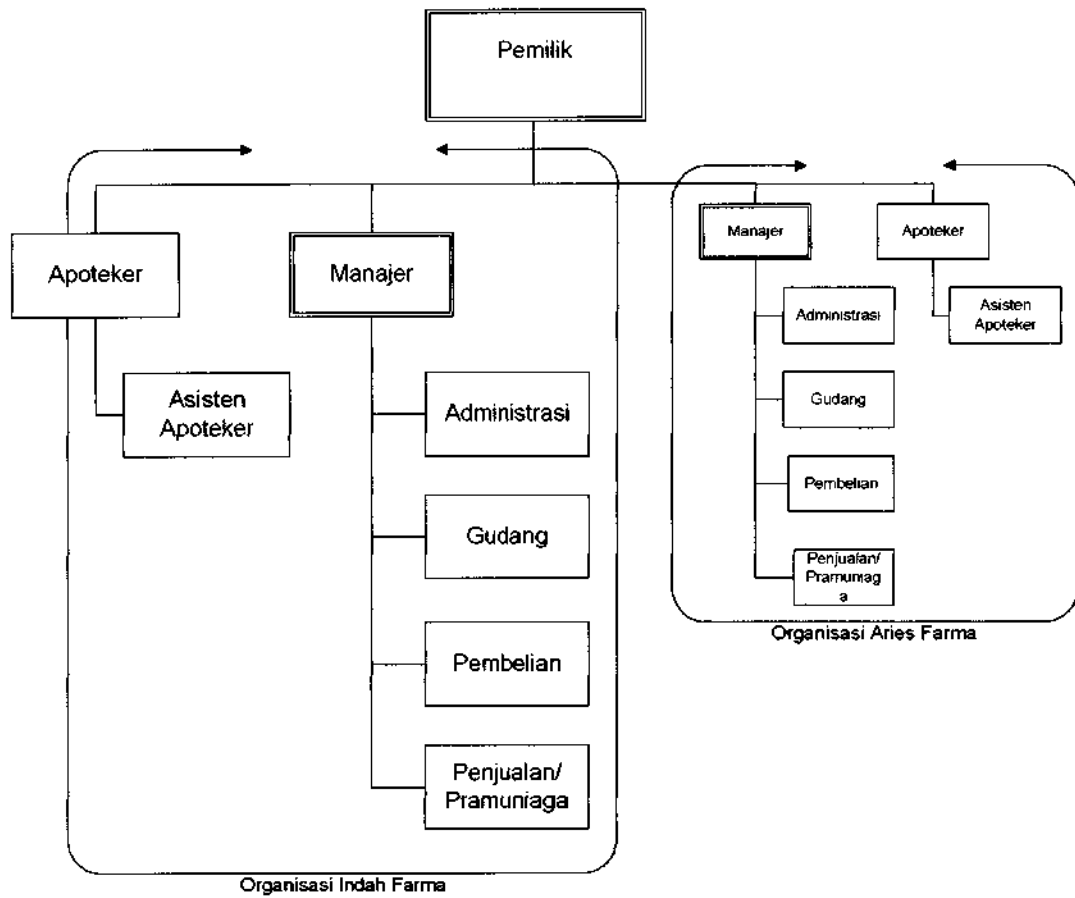 Pemilik
Apoteker
Manajer
Asisten
Apoteker
Administrasi
Gudang
Pembelian
Penjualan/
Pramuniaga
Organisasi Indah Farma
Manajer
Apoteker
Administrasi
Asisten
Apoteker
Gudang
Pembelian
Penjualan/
Pramuniag
a
Organisasi Aries Farma